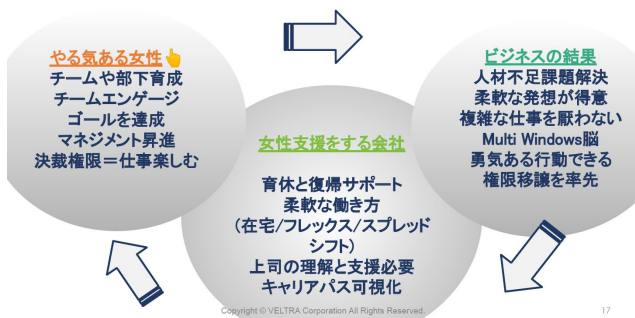 やる気ある女性👆
チームや部下育成
チームエンゲージ
ゴールを達成
マネジメント昇進
決裁権限＝仕事楽しむ
女性支援をする会社
育休と復帰サポート
柔軟な働き方
(在宅/フレックス/スプレッド
シフト)
上司の理解と支援必要
キャリアパス可視化
ビジネスの結果
人材不足課題解決
柔軟な発想が得意
複雑な仕事を厭わない
Multi Windows脳
勇気ある行動できる
権限移譲を率先
Copyright © VELTRA Corporation All Rights Reserved.
17